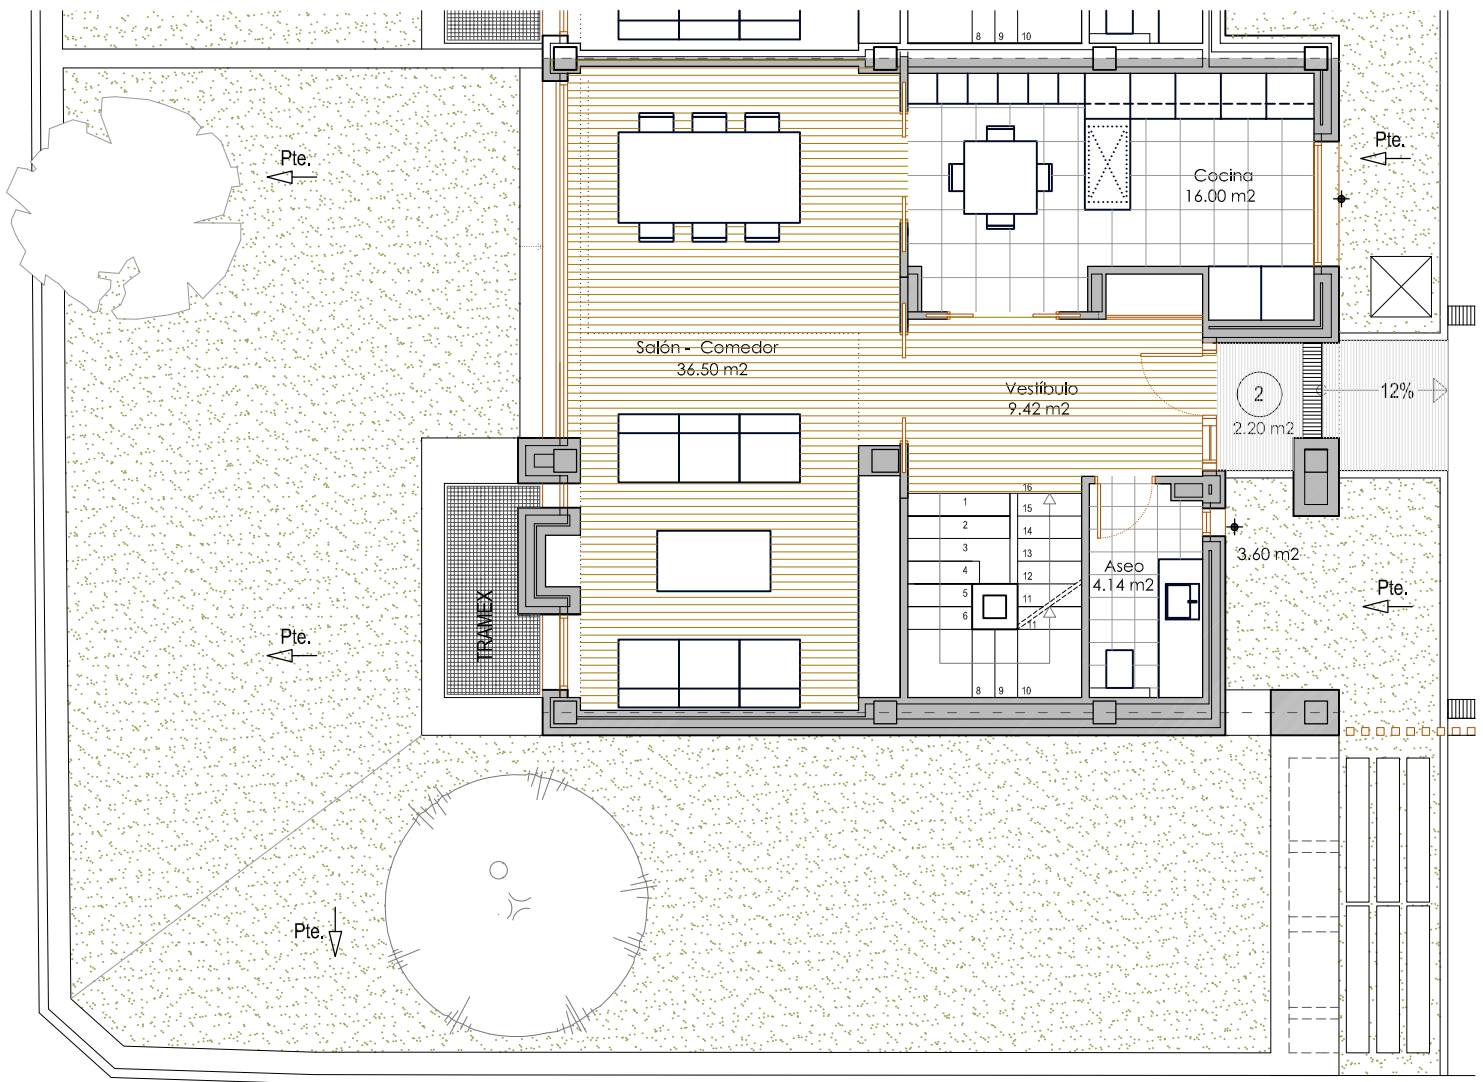 8 9 10
Pte.
Pte.
Cocina
16.00 m2
Salón - Comedor
36.50 m2
Vestíbulo
9.42 m2
2
2.20 m2
12%
16
1
15
2
14
3
13
4
12
5
11
6
11
8 9 10
Aseo
4.14 m2
3.60 m2
TRAMEX
Pte.
Pte.
Pte.